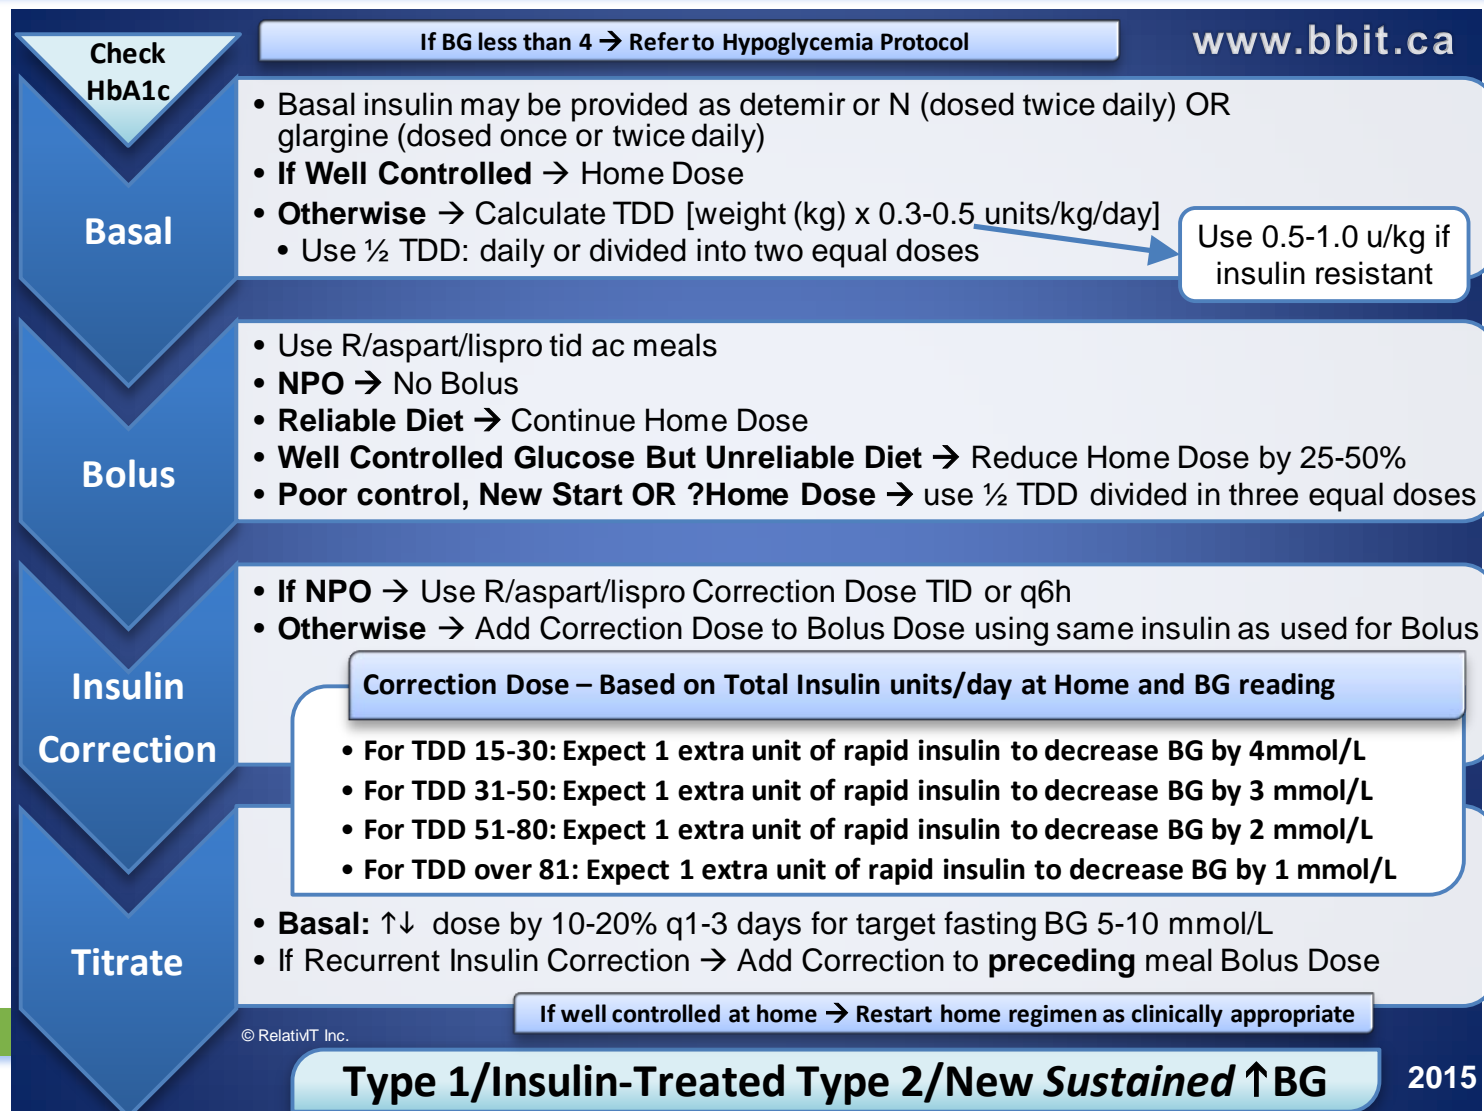 Check
HbA1c
If BG less than 4 → Refer to Hypoglycemia Protocol
www.bbit.ca
Basal
• Basal insulin may be provided as detemir or N (dosed twice daily) OR
glargine (dosed once or twice daily)
• If Well Controlled → Home Dose
• Otherwise → Calculate TDD [weight (kg) x 0.3-0.5 units/kg/day]
• Use ½ TDD: daily or divided into two equal doses
Use 0.5-1.0 u/kg if
insulin resistant
Bolus
• Use R/aspart/lispro tid ac meals
• NPO → No Bolus
• Reliable Diet → Continue Home Dose
• Well Controlled Glucose But Unreliable Diet → Reduce Home Dose by 25-50%
• Poor control, New Start OR ?Home Dose → use ½ TDD divided in three equal doses
Insulin
Correction
• If NPO → Use R/aspart/lispro Correction Dose TID or q6h
• Otherwise → Add Correction Dose to Bolus Dose using same insulin as used for Bolus
Correction Dose – Based on Total Insulin units/day at Home and BG reading
• For TDD 15-30: Expect 1 extra unit of rapid insulin to decrease BG by 4mmol/L
• For TDD 31-50: Expect 1 extra unit of rapid insulin to decrease BG by 3 mmol/L
• For TDD 51-80: Expect 1 extra unit of rapid insulin to decrease BG by 2 mmol/L
• For TDD over 81: Expect 1 extra unit of rapid insulin to decrease BG by 1 mmol/L
Titrate
• Basal: ↑↓ dose by 10-20% q1-3 days for target fasting BG 5-10 mmol/L
• If Recurrent Insulin Correction → Add Correction to preceding meal Bolus Dose
If well controlled at home → Restart home regimen as clinically appropriate
© RelativIT Inc.
Type 1/Insulin-Treated Type 2/New Sustained ↑BG
2015